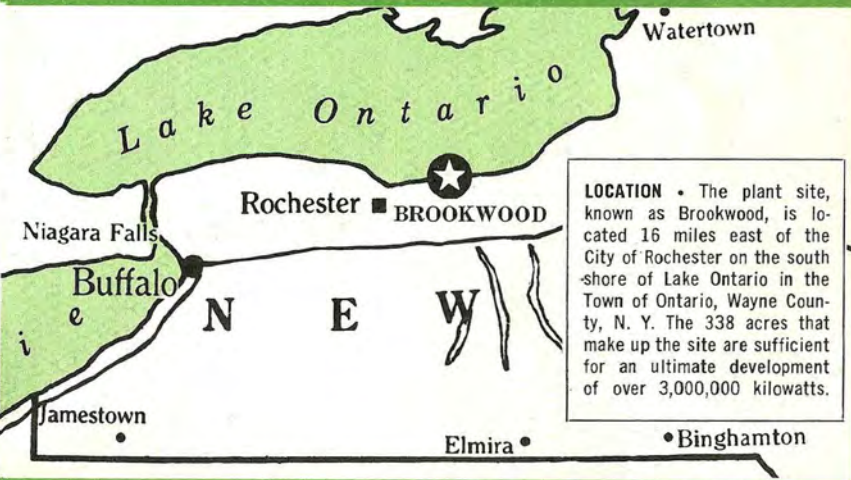 Watertown
Lake Ontario
Rochester
BROOKWOOD
Niagara Falls
Buffalo
ie
NEW
Jamestown
Elmira
Binghamton
LOCATION • The plant site,
known as Brookwood, is lo-
cated 16 miles east of the
City of Rochester on the south
shore of Lake Ontario in the
Town of Ontario, Wayne Coun-
ty, N. Y. The 338 acres that
make up the site are sufficient
for an ultimate development
of over 3,000,000 kilowatts.